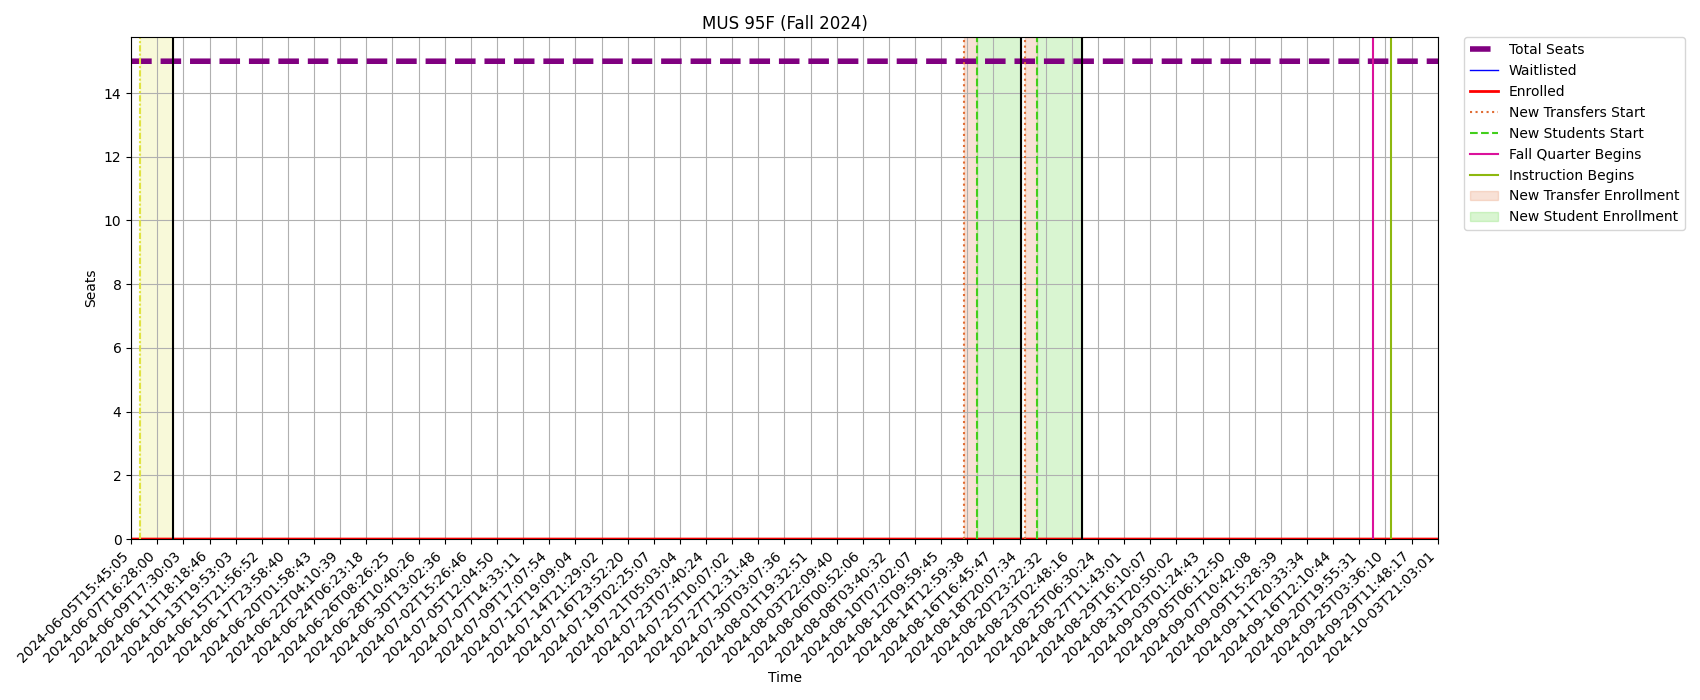 MUS 95F (Fall 2024)
Total Seats
Waitlisted
Enrolled
New Transfers Start
New Students Start
Fall Quarter Begins
Instruction Begins
New Transfer Enrollment
New Student Enrollment
Seats
14
12
10
8
6
4
2
0
2024-06-05T15:45:05
2024-06-07T16:28:00
2024-06-09T17:30:03
2024-06-11T18:18:46
2024-06-13T19:53:03
2024-06-15T21:56:52
2024-06-17T23:58:40
2024-06-20T01:58:43
2024-06-22T04:10:39
2024-06-24T06:23:18
2024-06-26T08:26:25
2024-06-28T10:40:26
2024-06-30T13:02:36
2024-07-02T15:26:46
2024-07-05T12:04:50
2024-07-07T14:33:11
2024-07-09T17:07:54
2024-07-12T19:09:04
2024-07-14T21:29:02
2024-07-16T23:52:20
2024-07-19T02:25:07
2024-07-21T05:03:04
2024-07-23T07:40:24
2024-07-25T10:07:02
2024-07-27T12:31:48
2024-07-30T03:07:36
2024-08-01T19:32:51
2024-08-03T22:09:40
2024-08-06T00:52:06
2024-08-08T03:40:32
2024-08-10T07:02:07
2024-08-12T09:59:45
2024-08-14T12:59:38
2024-08-16T16:45:47
2024-08-18T20:07:34
2024-08-20T23:22:32
2024-08-23T02:48:16
2024-08-25T06:30:24
2024-08-27T11:43:01
2024-08-29T16:10:07
2024-08-31T20:50:02
2024-09-03T01:24:43
2024-09-05T06:12:50
2024-09-07T10:42:08
2024-09-09T15:28:39
2024-09-11T20:33:34
2024-09-16T12:10:44
2024-09-20T19:55:31
2024-09-25T03:36:10
2024-09-29T11:48:17
2024-10-03T21:03:01
Time